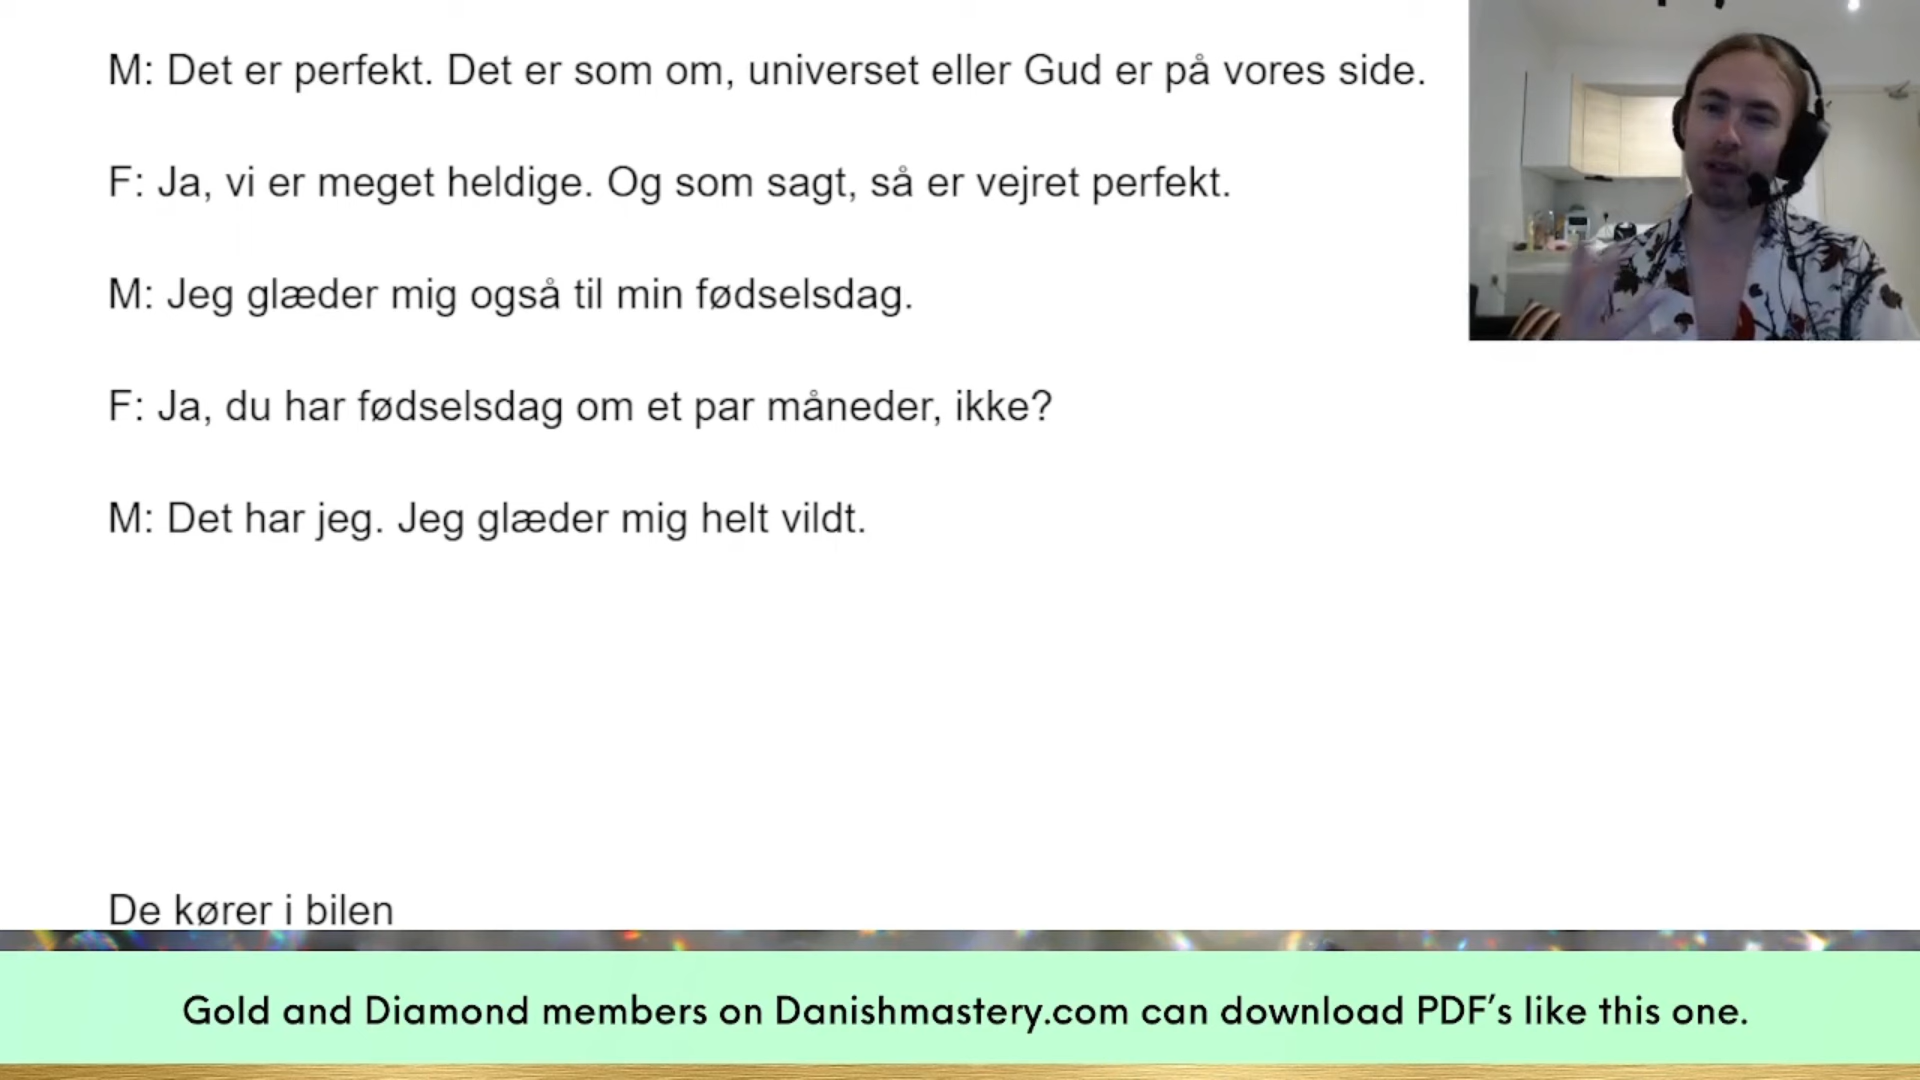 M: Det er perfekt. Det er som om, universet eller Gud er på vores side.
F: Ja, vi er meget heldige. Og som sagt, så er vejret perfekt.
M: Jeg glæder mig også til min fødselsdag.
F: Ja, du har fødselsdag om et par måneder, ikke?
M: Det har jeg. Jeg glæder mig helt vildt.
De kører i bilen
Gold and Diamond members on Danishmastery.com can download PDF’s like this one.